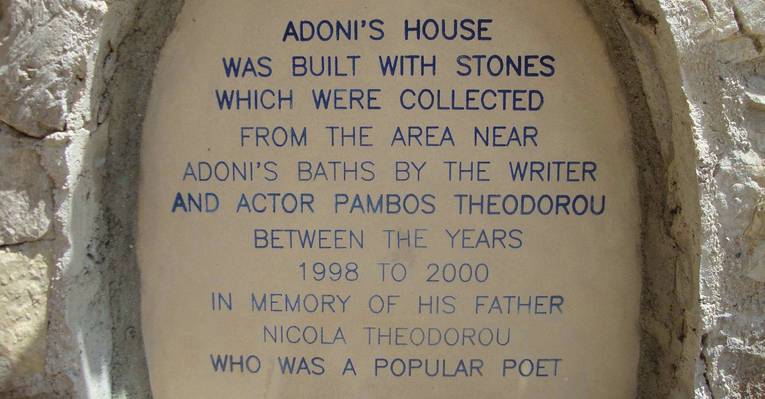 ADONI'S HOUSE
WAS BUILT WITH STONES
WHICH WERE COLLECTED
FROM THE AREA NEAR
ADONI'S BATHS BY THE WRITER
AND ACTOR PAMBOS THEODOROU
BETWEEN THE YEARS
1998 TO 2000
IN MEMORY OF HIS FATHER
NICOLA THEODOROU
WHO WAS A POPULAR POET